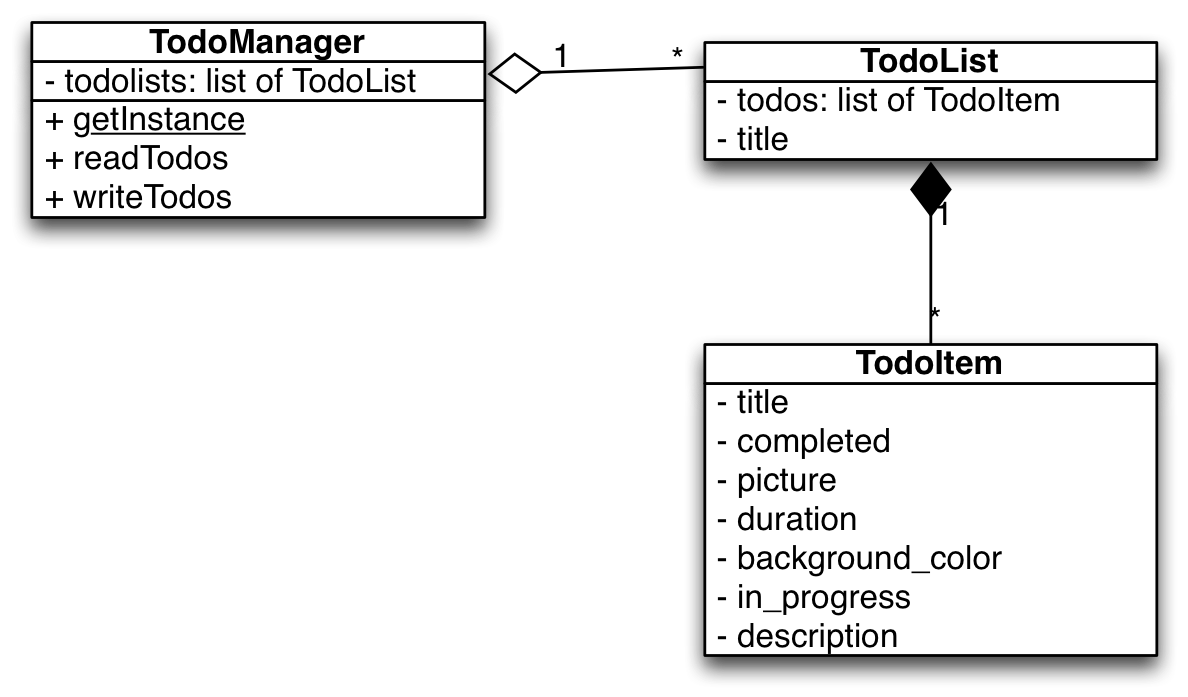 TodoManager
- todolists: list of TodoList
+ getInstance
+ readTodos
+ writeTodos
1
*
TodoList
- todos: list of TodoItem
- title
1
*
TodoItem
- title
- completed
- picture
- duration
- background_color
- in_progress
- description